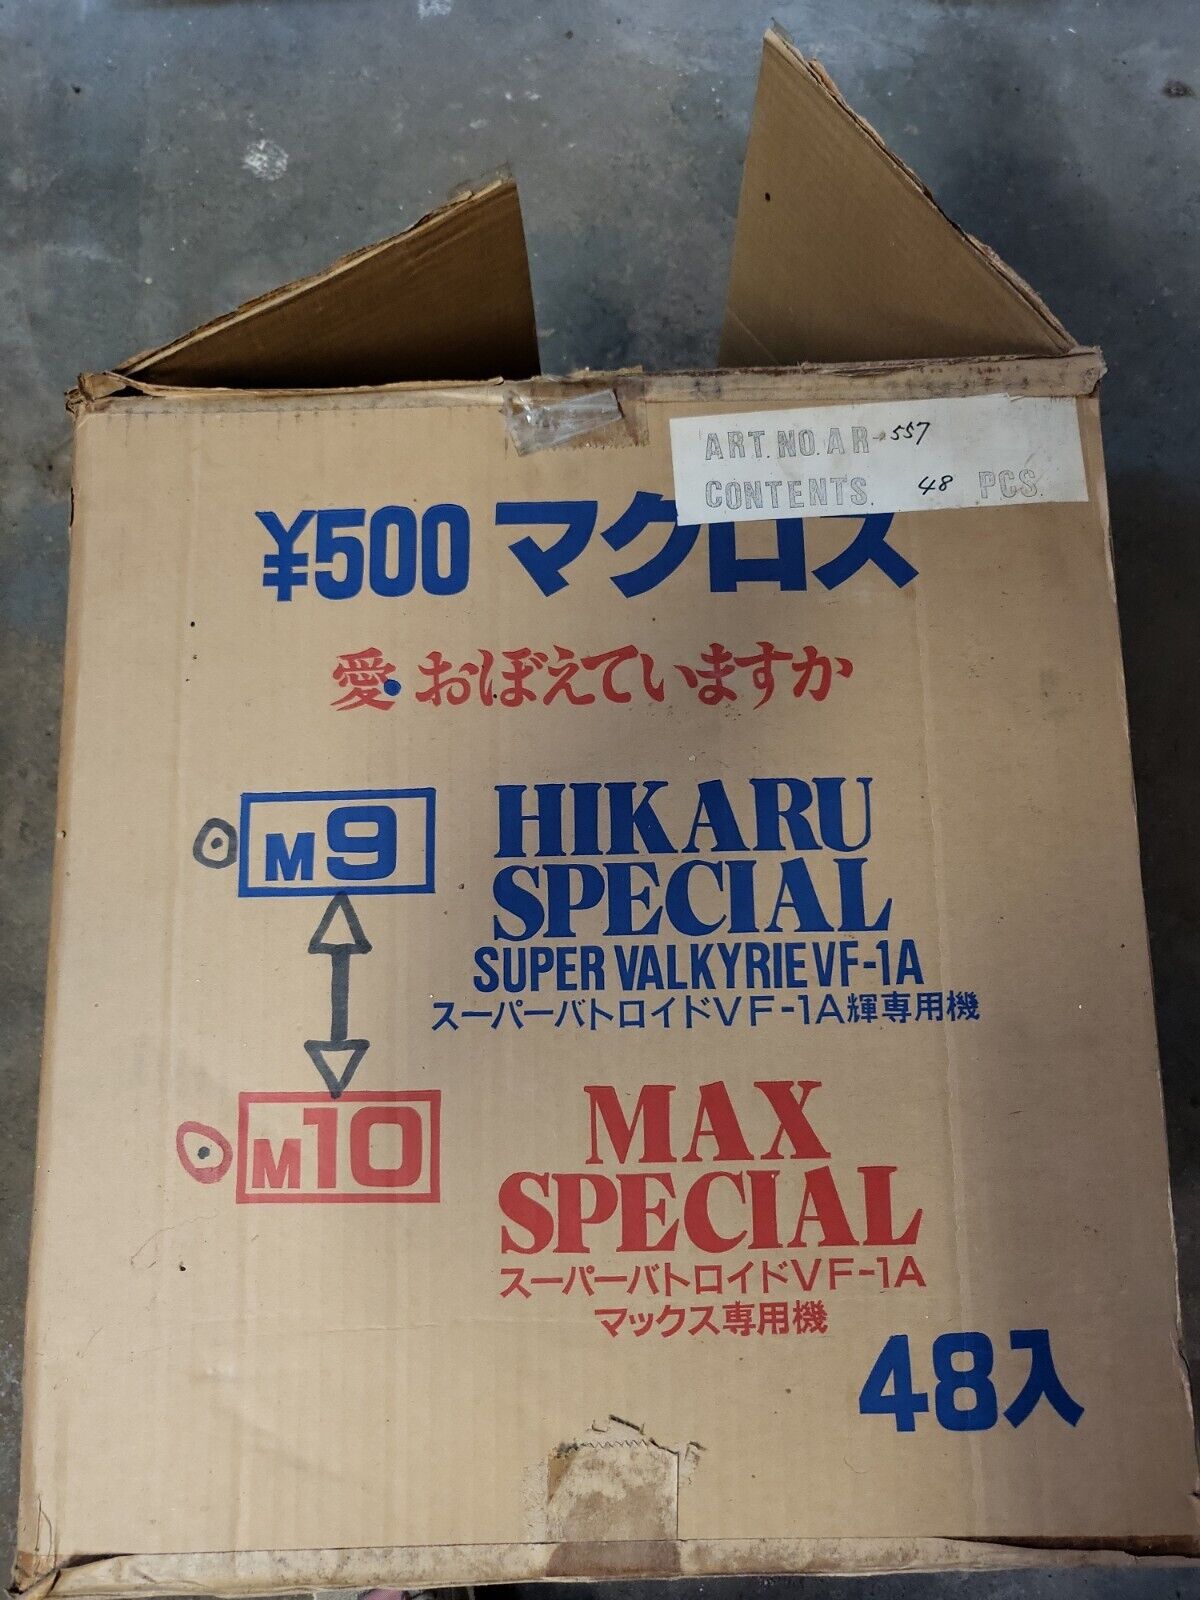 ART.NO.AR-557
CONTENTS. 48 PCS.
¥500 マクロス
愛・おぼえていますか
M9
HIKARU
SPECIAL
SUPER VALKYRIE VF-1A
スーパーバトロイドVF-1A輝専用機
M10
MAX
SPECIAL
スーパーバトロイドVF-1A
マックス専用機
48入